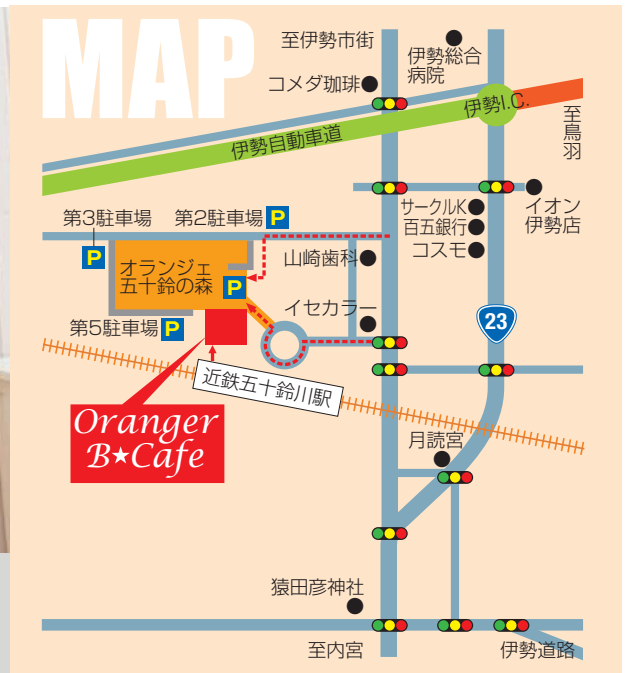 MAP
至伊勢市街
伊勢総合
病院
コメダ珈琲
伊勢I.C.
至鳥羽
伊勢自動車道
サークルK
百五銀行
コスモ
イオン
伊勢店
第3駐車場
第2駐車場
P
P
オランジェ
五十鈴の森
P
山崎歯科
イセカラー
第5駐車場
P
23
近鉄五十鈴川駅
Oranger
B★Cafe
月読宮
猿田彦神社
至内宮
伊勢道路